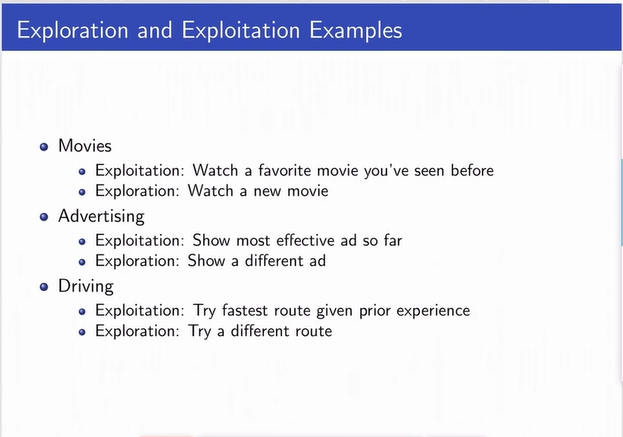 Exploration and Exploitation Examples
Movies
Exploitation: Watch a favorite movie you've seen before
Exploration: Watch a new movie
Advertising
Exploitation: Show most effective ad so far
Exploration: Show a different ad
Driving
Exploitation: Try fastest route given prior experience
Exploration: Try a different route